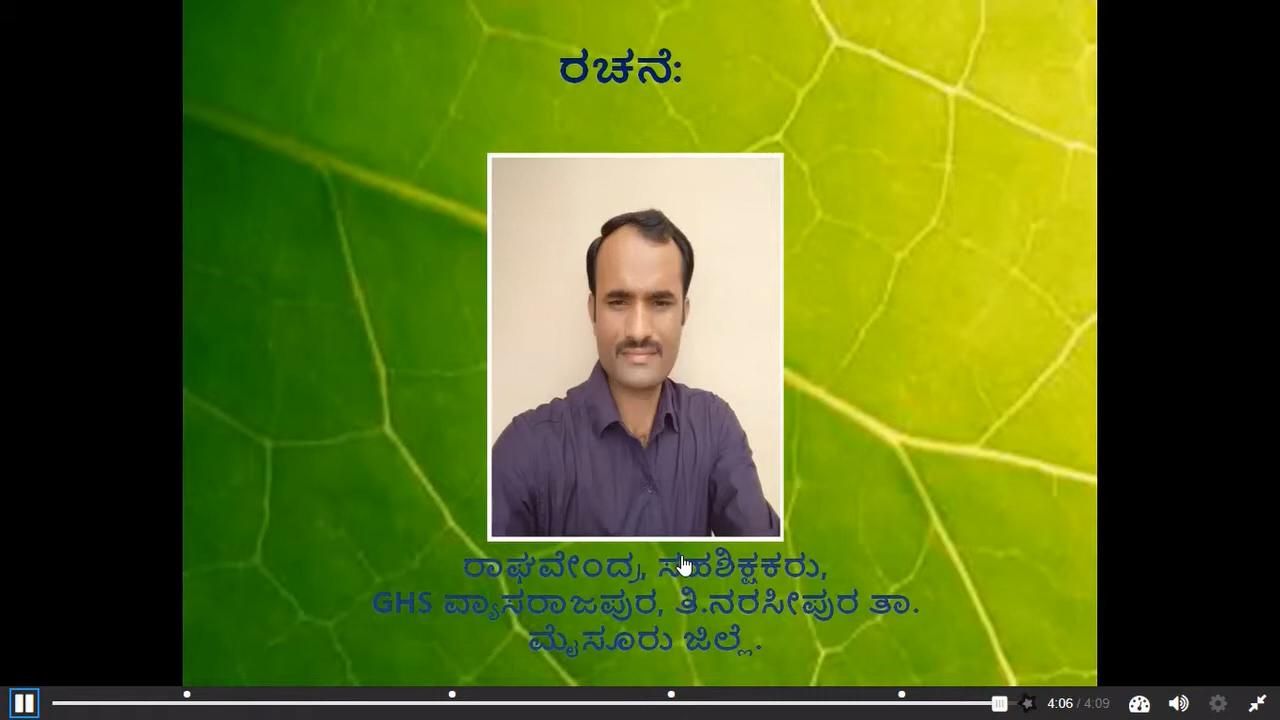 ರಚನೆ:
ರಾಘವೇಂದ್ರ, ಸಹಶಿಕ್ಷಕರು,
GHS ವ್ಯಾಸರಾಜಪುರ, ತಿ.ನರಸೀಪುರ ತಾ.
ಮೈಸೂರು ಜಿಲ್ಲೆ.
4:06 / 4:09